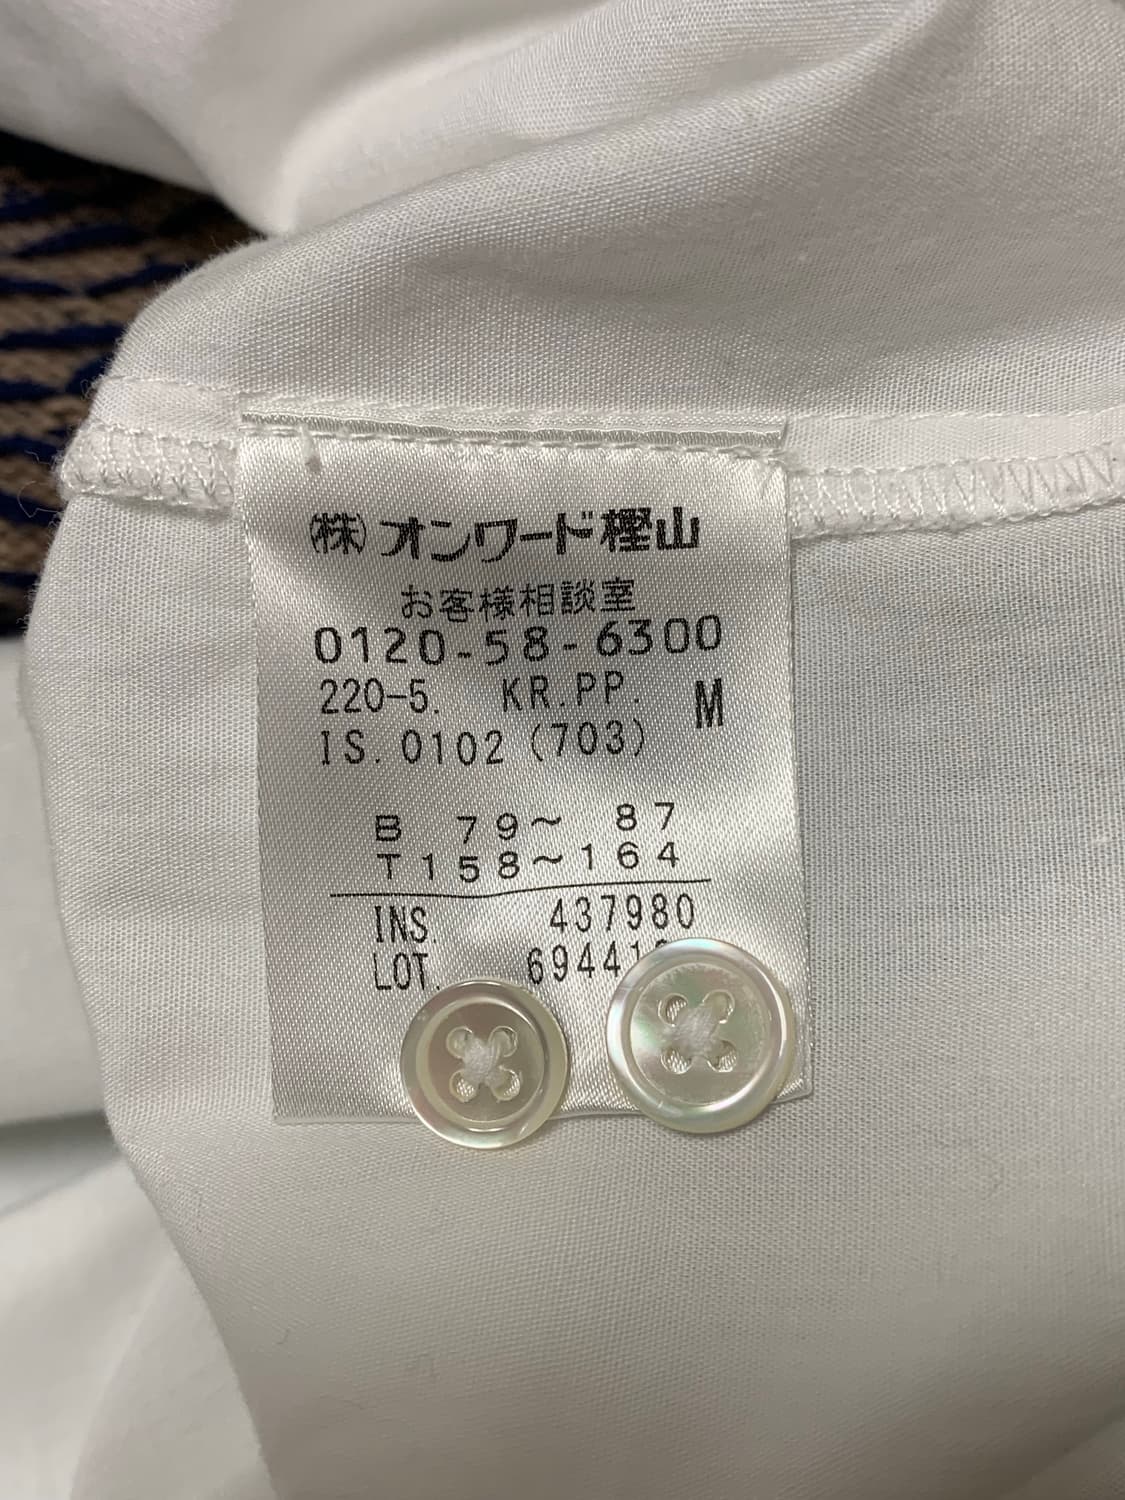 ㈱オンワード樫山
お客様相談室
0120-58-6300
220-5. KR.PP. M
IS.0102(703)
B 79〜 87
T158〜164
INS. 437980
LOT.